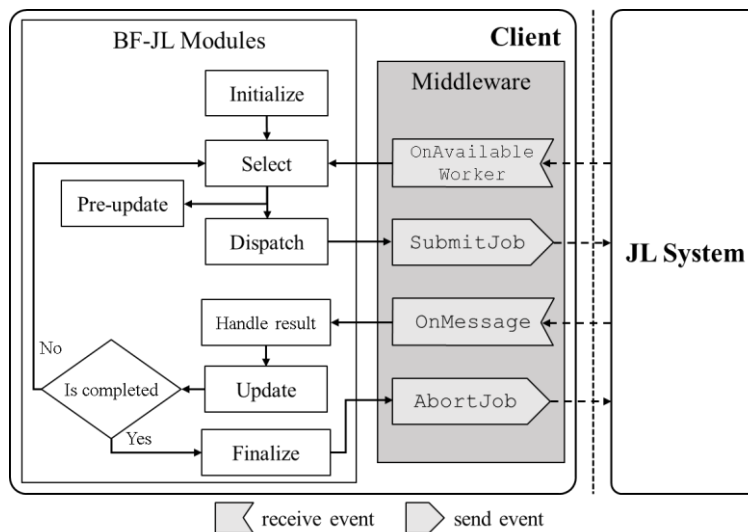 BF-JL Modules
Client
Middleware
Initialize
Select
OnAvailable
Worker
Pre-update
Dispatch
SubmitJob
JL System
Handle result
OnMessage
No
Is completed
Update
AbortJob
Yes
Finalize
receive event
send event